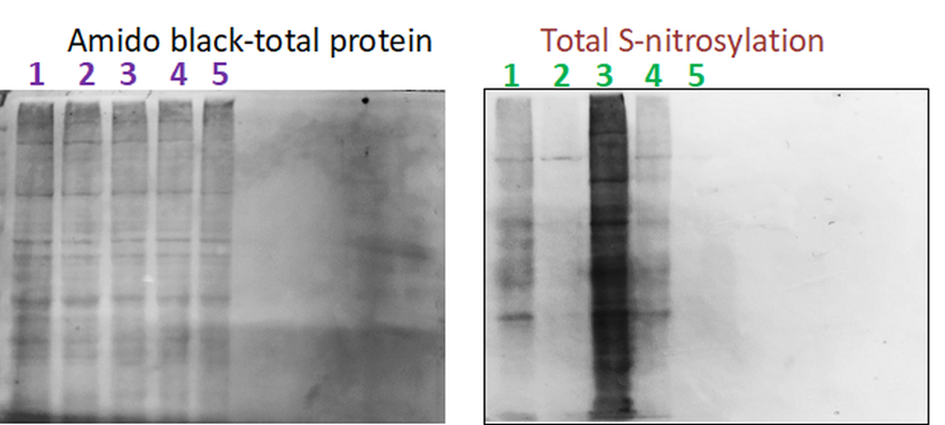 Amido black-total protein
1 2 3 4 5
Total S-nitrosylation
1 2 3 4 5